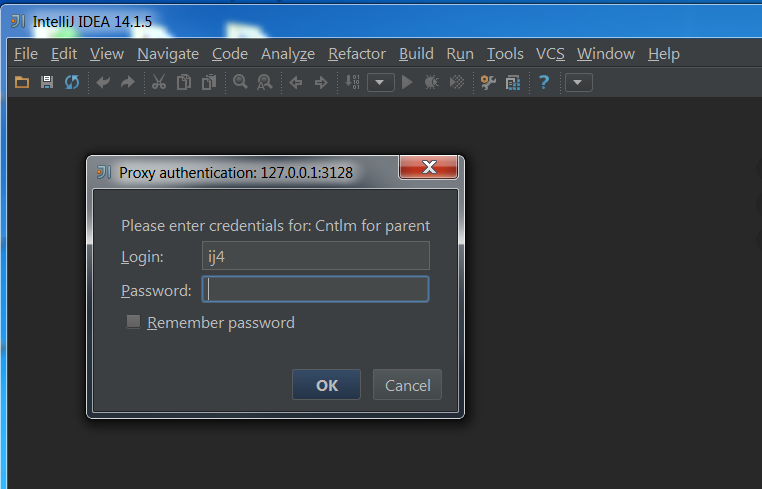 IntelliJ IDEA 14.1.5
File Edit View Navigate Code Analyze Refactor Build Run Tools VCS Window Help
Proxy authentication: 127.0.0.1:3128
Please enter credentials for: Cntlm for parent
Login: ij4
Password:
Remember password
OK Cancel